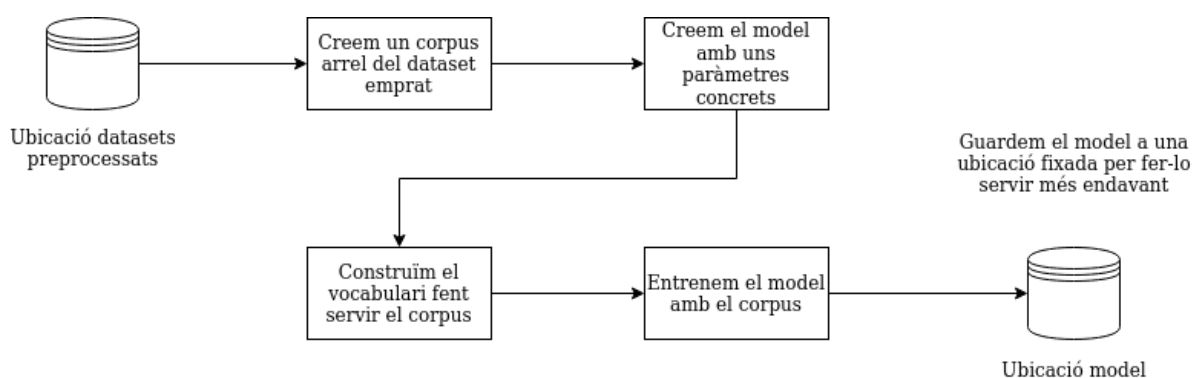 Creem un corpus
arrel del dataset
emprat
Creem el model
amb uns
paràmetres
concrets
Ubicació datasets
preprocessats
Guardem el model a una
ubicació fixada per fer-lo
servir més endavant
Construïm el
vocabulari fent
servir el corpus
Entrenem el model
amb el corpus
Ubicació model